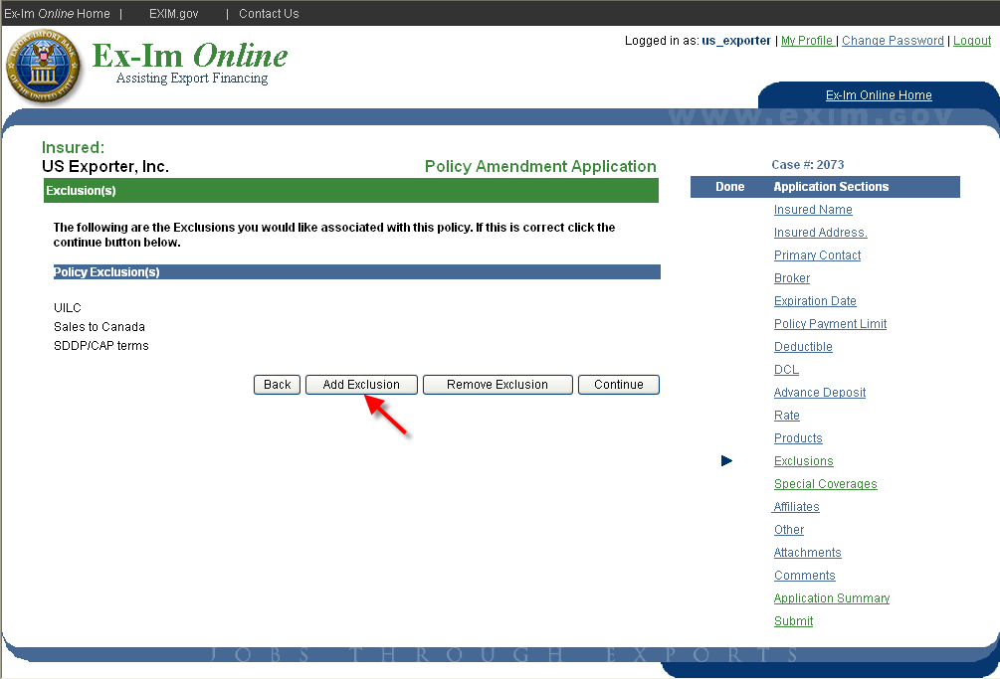 Ex-Im Online Home | EXIM.gov | Contact Us
Logged in as: us_exporter | My Profile | Change Password | Logout
Ex-Im Online
Assisting Export Financing
Ex-Im Online Home
www.exim.gov
Insured:
US Exporter, Inc.
Policy Amendment Application
Exclusion(s)
The following are the Exclusions you would like associated with this policy. If this is correct click the
continue button below.
Policy Exclusion(s)
UILC
Sales to Canada
SDDP/CAP terms
Back Add Exclusion Remove Exclusion Continue
Case #: 2073
Done Application Sections
Insured Name
Insured Address.
Primary Contact
Broker
Expiration Date
Policy Payment Limit
Deductible
DCL
Advance Deposit
Rate
Products
Exclusions
Special Coverages
Affiliates
Other
Attachments
Comments
Application Summary
Submit
JOBS THROUGH EXPORTS